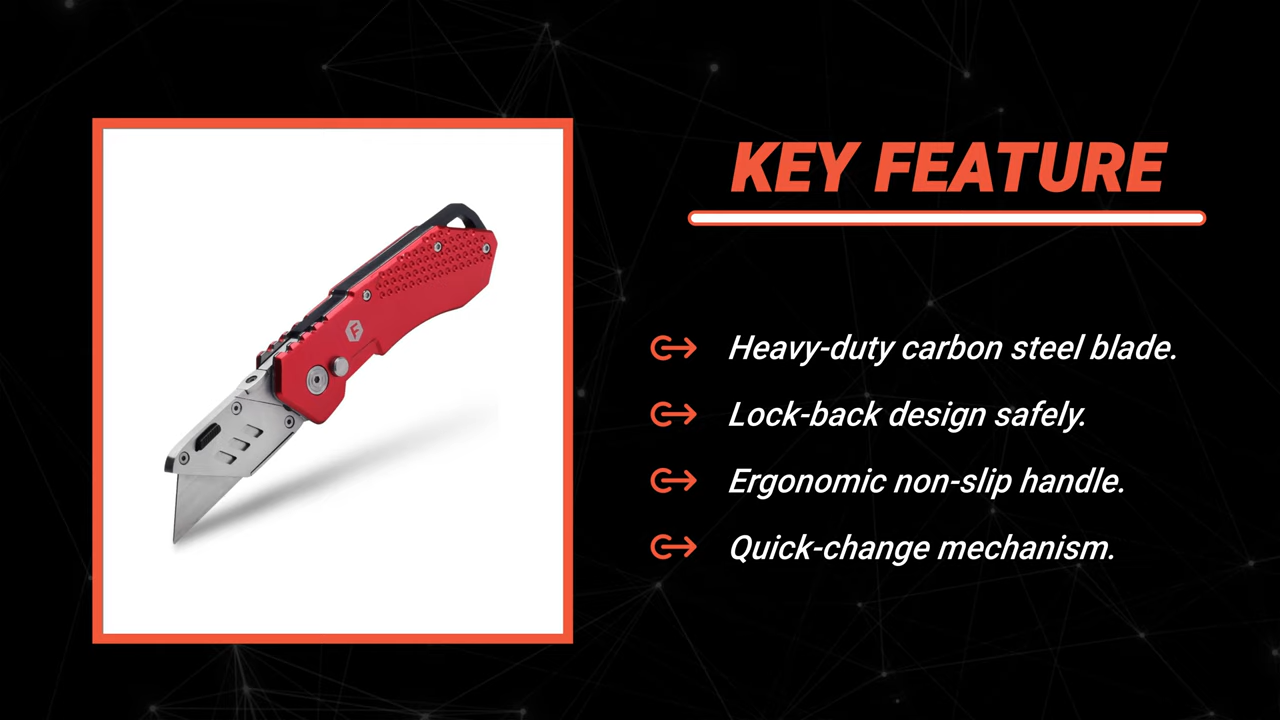 KEY FEATURE
Heavy-duty carbon steel blade.
Lock-back design safely.
Ergonomic non-slip handle.
Quick-change mechanism.